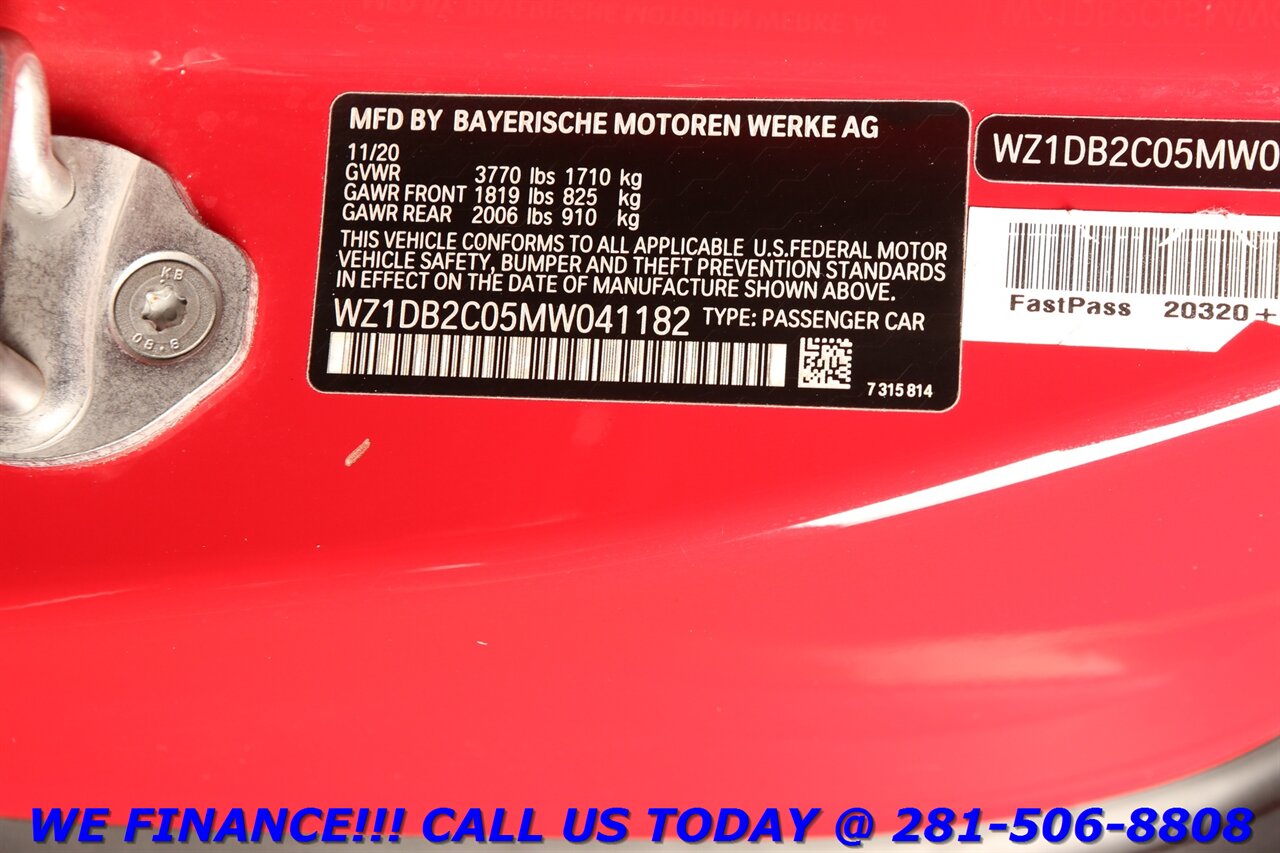 MFD BY BAYERISCHE MOTOREN WERKE AG
11/20
GVWR 3770 lbs 1710 kg
GAWR FRONT 1819 lbs 825 kg
GAWR REAR 2006 lbs 910 kg
THIS VEHICLE CONFORMS TO ALL APPLICABLE U.S.FEDERAL MOTOR
VEHICLE SAFETY, BUMPER AND THEFT PREVENTION STANDARDS
IN EFFECT ON THE DATE OF MANUFACTURE SHOWN ABOVE.
WZ1DB2C05MW041182 TYPE: PASSENGER CAR
7 315 814
WZ1DB2C05MW0
FastPass 20320+
KB
08.8
WE FINANCE!!! CALL US TODAY @ 281-506-8808